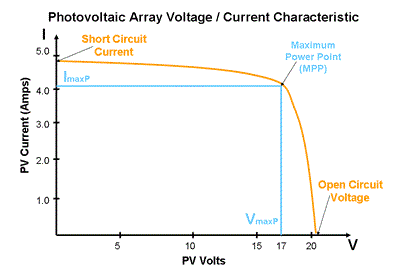 Photovoltaic Array Voltage / Current Characteristic
I
Short Circuit
Current
Maximum
Power Point
(MPP)
5.0
ImaxP
4.0
3.0
2.0
1.0
PV Current (Amps)
Open Circuit
Voltage
VmaxP
5
10
15
17
20
V
PV Volts